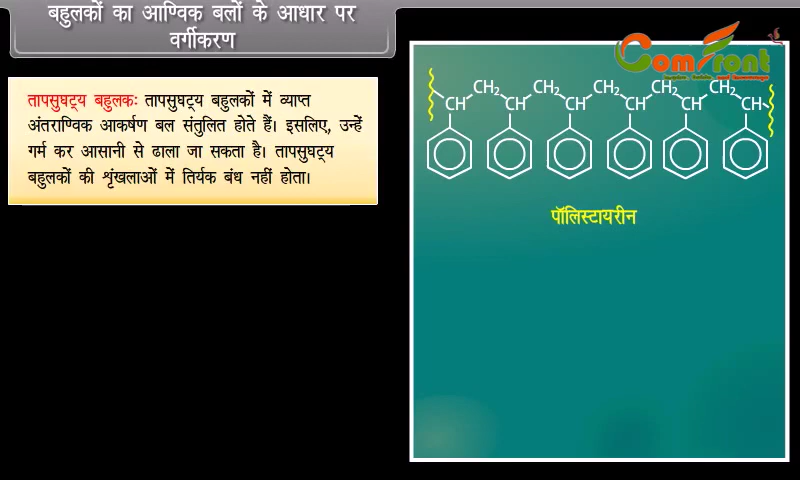 बहुलकों का आण्विक बलों के आधार पर
वर्गीकरण
तापसुघट्य बहुलकः तापसुघट्य बहुलकों में व्याप्त
अंतराण्विक आकर्षण बल संतुलित होते हैं। इसलिए, उन्हें
गर्म कर आसानी से ढाला जा सकता है। तापसुघट्य
बहुलकों की शृंखलाओं में तिर्यक बंध नहीं होता।
ComFront
CH₂ CH₂ CH₂ CH₂ CH₂
CH CH CH CH CH CH
पॉलिस्टायरीन